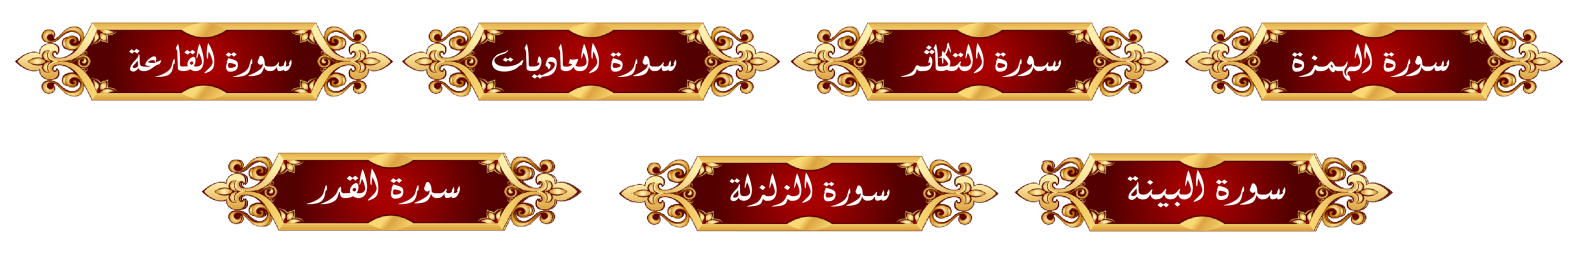 سورة الهمزة
سورة التكاثر
سورة العاديات
سورة القارعة
سورة البينة
سورة الزلزلة
سورة القدر